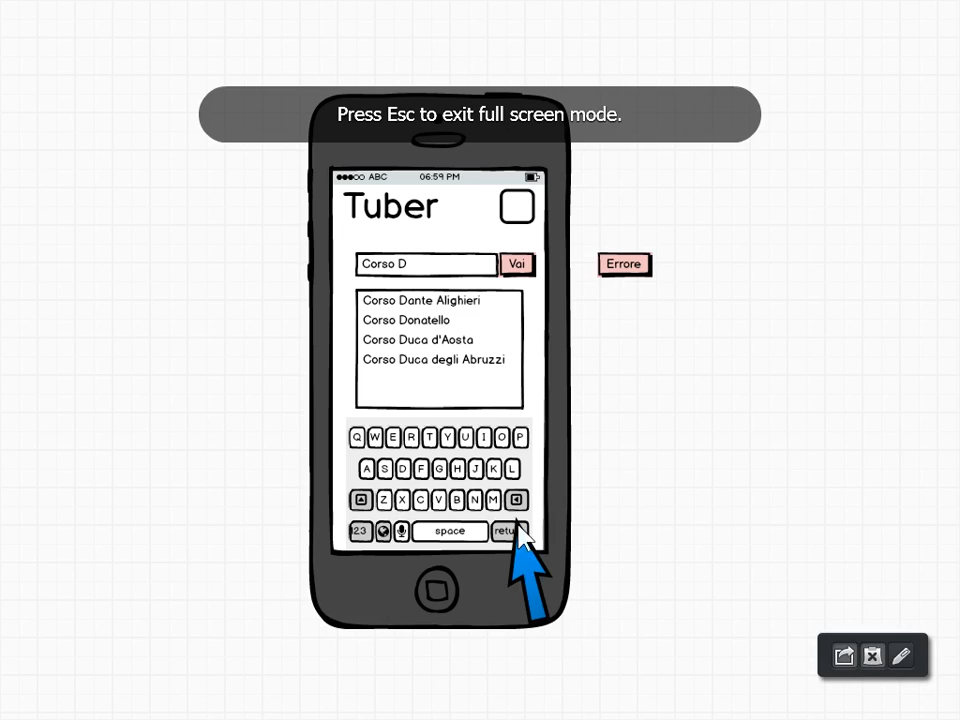 Press Esc to exit full screen mode.
ABC 06:59 PM
Tuber
Corso D Vai Errore
Corso Dante Alighieri
Corso Donatello
Corso Duca d'Aosta
Corso Duca degli Abruzzi
Q W E R T Y U I O P
A S D F G H J K L
Z X C V B N M
123 space